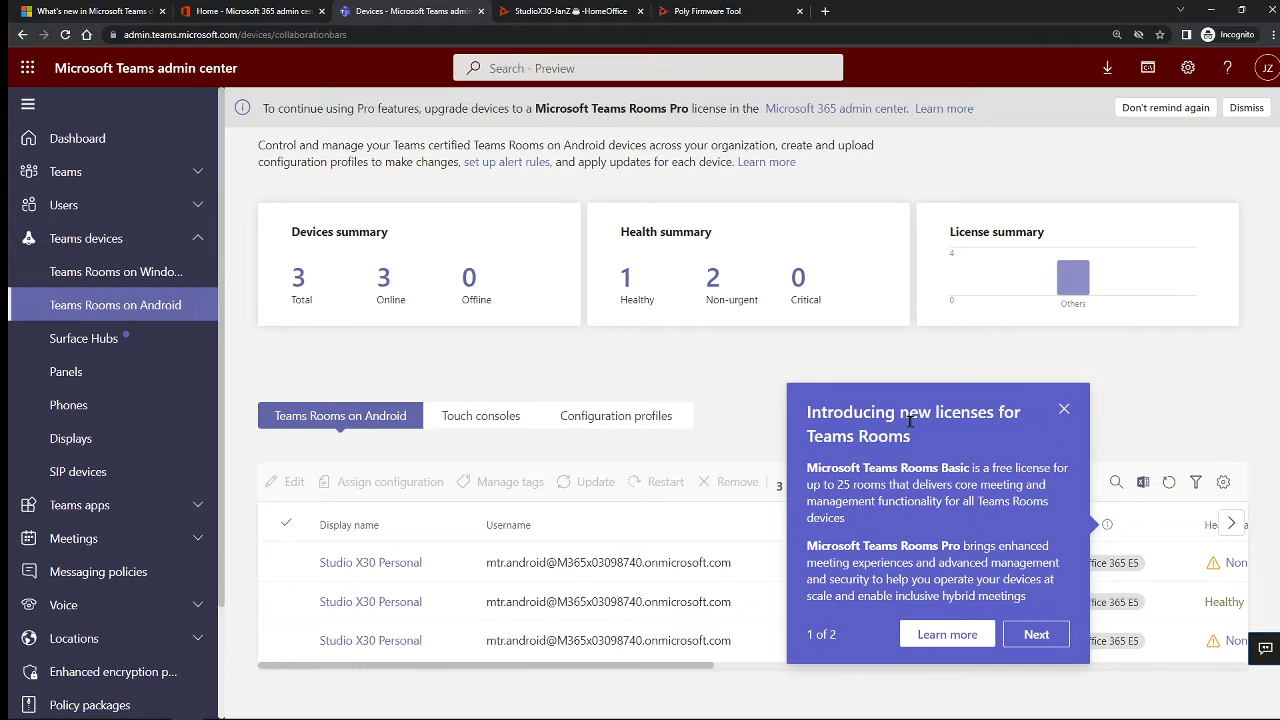 What's new in Microsoft Teams d
Home - Microsoft 365 admin cen
Devices - Microsoft Teams admin
StudioX30-JanZ -HomeOffice
Poly Firmware Tool
admin.teams.microsoft.com/devices/collaborationbars
Incognito
Microsoft Teams admin center
Search - Preview
JZ
To continue using Pro features, upgrade devices to a Microsoft Teams Rooms Pro license in the Microsoft 365 admin center. Learn more
Don't remind again
Dismiss
Dashboard
Teams
Users
Teams devices
Teams Rooms on Windo...
Teams Rooms on Android
Surface Hubs
Panels
Phones
Displays
SIP devices
Teams apps
Meetings
Messaging policies
Voice
Locations
Enhanced encryption p...
Policy packages
Control and manage your Teams certified Teams Rooms on Android devices across your organization, create and upload
configuration profiles to make changes, set up alert rules, and apply updates for each device. Learn more
Devices summary
3
Total
3
Online
0
Offline
Health summary
1
Healthy
2
Non-urgent
0
Critical
License summary
4
0
Others
Teams Rooms on Android
Touch consoles
Configuration profiles
Edit
Assign configuration
Manage tags
Update
Restart
Remove
3
Display name
Username
Studio X30 Personal
mtr.android@M365x03098740.onmicrosoft.com
ffice 365 E5
Non
Studio X30 Personal
mtr.android@M365x03098740.onmicrosoft.com
ffice 365 E5
Healthy
Studio X30 Personal
mtr.android@M365x03098740.onmicrosoft.com
ffice 365 E5
Non
Introducing new licenses for
Teams Rooms
Microsoft Teams Rooms Basic is a free license for
up to 25 rooms that delivers core meeting and
management functionality for all Teams Rooms
devices
Microsoft Teams Rooms Pro brings enhanced
meeting experiences and advanced management
and security to help you operate your devices at
scale and enable inclusive hybrid meetings
1 of 2
Learn more
Next